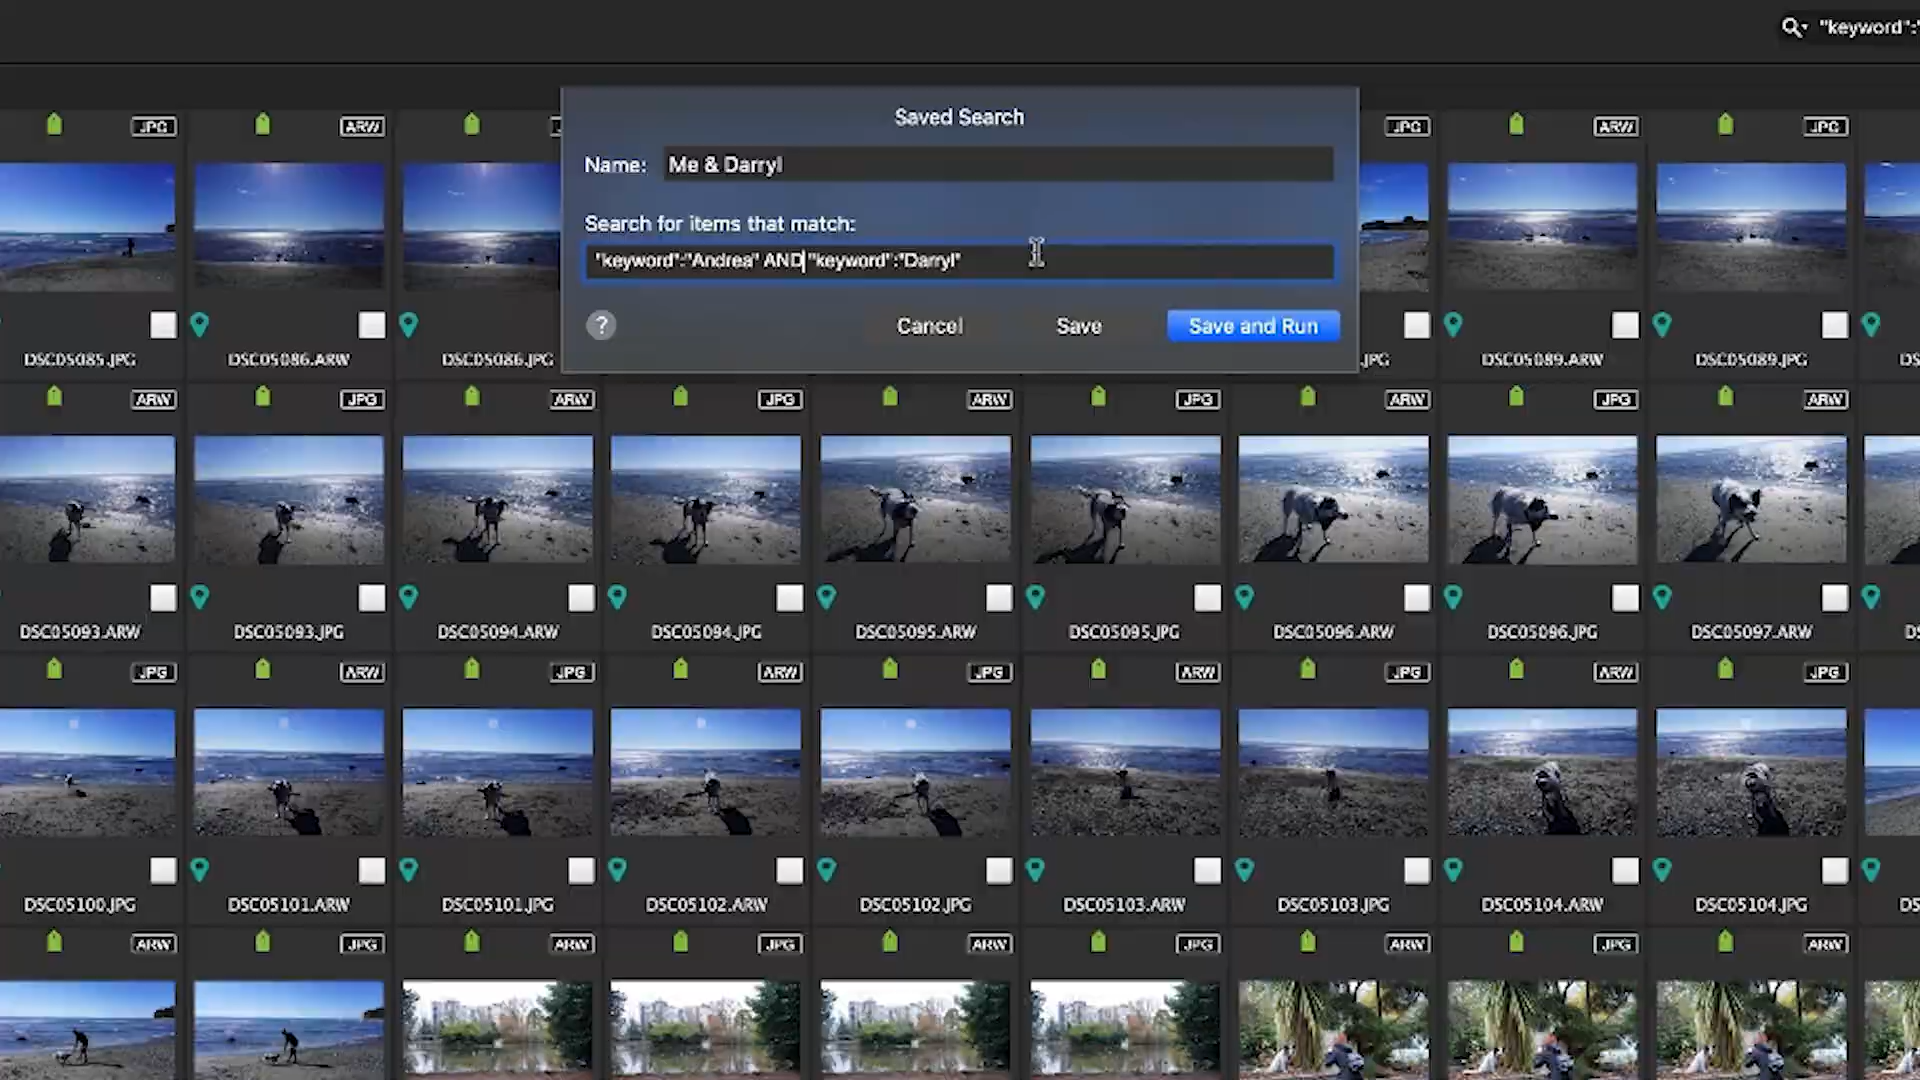 "keyword":"
Saved Search
Name: Me & Darryl
Search for items that match:
"keyword":"Andrea" AND "keyword":"Darryl"
? Cancel Save Save and Run
JPG ARW JPG ARW JPG
DSC05085.JPG DSC05086.ARW DSC05086.JPG .JPG DSC05089.ARW DSC05089.JPG
ARW JPG ARW JPG ARW JPG ARW JPG ARW
DSC05093.ARW DSC05093.JPG DSC05094.ARW DSC05094.JPG DSC05095.ARW DSC05095.JPG DSC05096.ARW DSC05096.JPG DSC05097.ARW
JPG ARW JPG ARW JPG ARW JPG ARW JPG
DSC05100.JPG DSC05101.ARW DSC05101.JPG DSC05102.ARW DSC05102.JPG DSC05103.ARW DSC05103.JPG DSC05104.ARW DSC05104.JPG
ARW JPG ARW JPG ARW JPG ARW JPG ARW